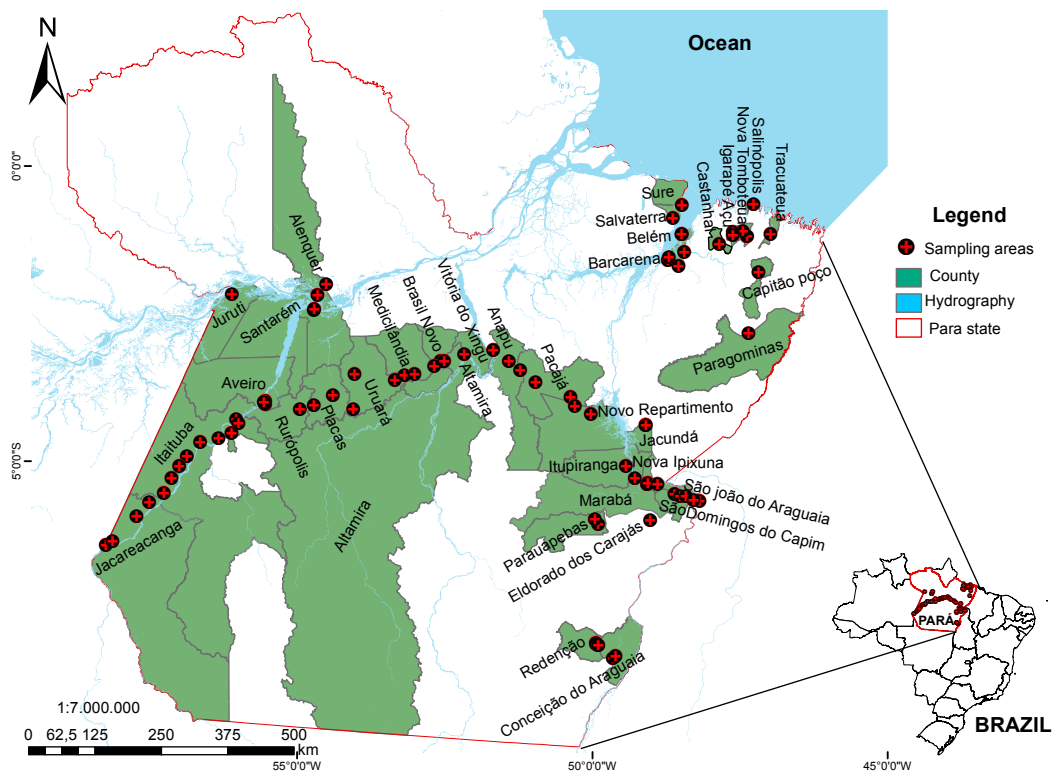 N
Ocean
0°0'0"
5°0'0"S
55°0'0"W
50°0'0"W
45°0'0"W
Sure
Salvaterra
Belém
Barcarena
Castanhal
Igarapé Açu
Nova Tomboteua
Salinópolis
Tracuateua
Capitão poço
Paragominas
Alenquer
Juruti
Santarém
Aveiro
Itaituba
Jacareacanga
Rurópolis
Placas
Uruará
Medicilândia
Brasil Novo
Vitória do Xingu
Altamira
Altamira
Anapu
Pacajá
Novo Repartimento
Jacundá
Itupiranga
Nova Ipixuna
Marabá
São joão do Araguaia
SãoDomingos do Capim
Parauapebas
Eldorado dos Carajás
Redenção
Conceição do Araguaia
Legend
Sampling areas
County
Hydrography
Para state
PARÁ
BRAZIL
1:7.000.000
0 62,5 125 250 375 500
km